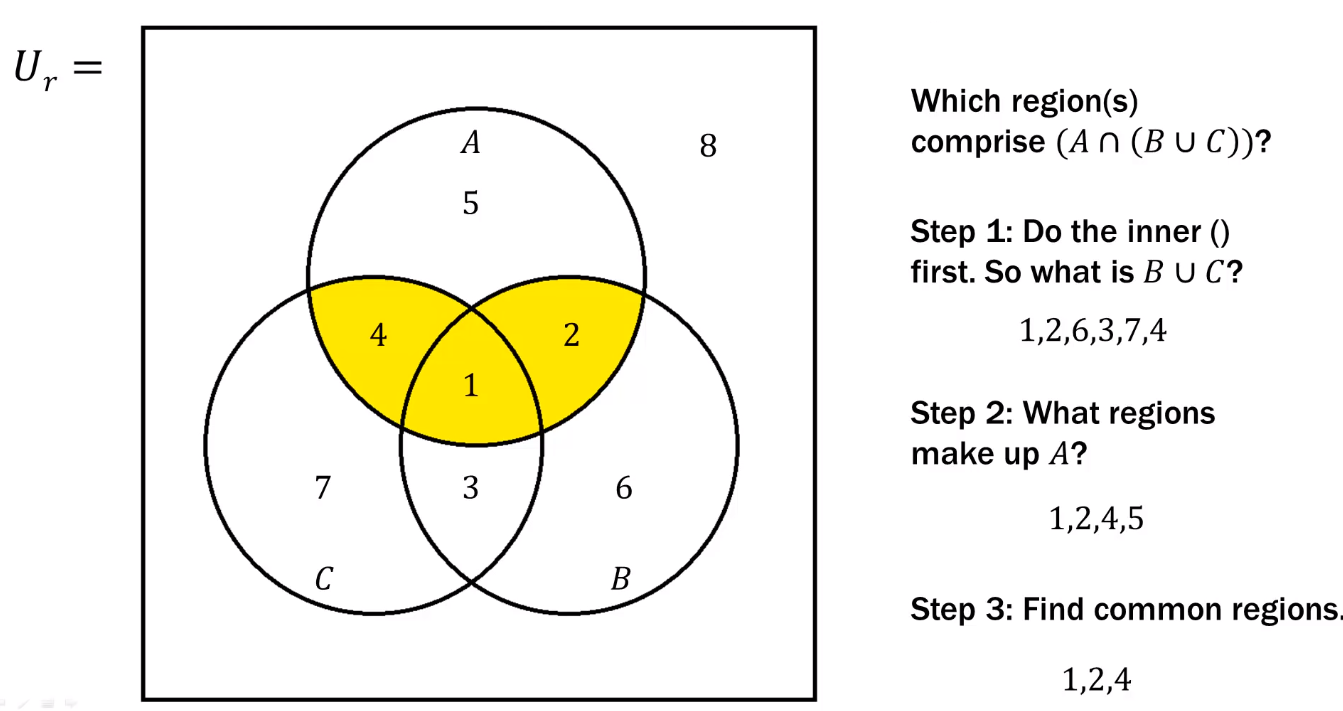 U_r =
A
8
5
4
2
1
7
3
6
C
B
Which region(s)
comprise (A ∩ (B ∪ C))?
Step 1: Do the inner ()
first. So what is B ∪ C?
1,2,6,3,7,4
Step 2: What regions
make up A?
1,2,4,5
Step 3: Find common regions.
1,2,4